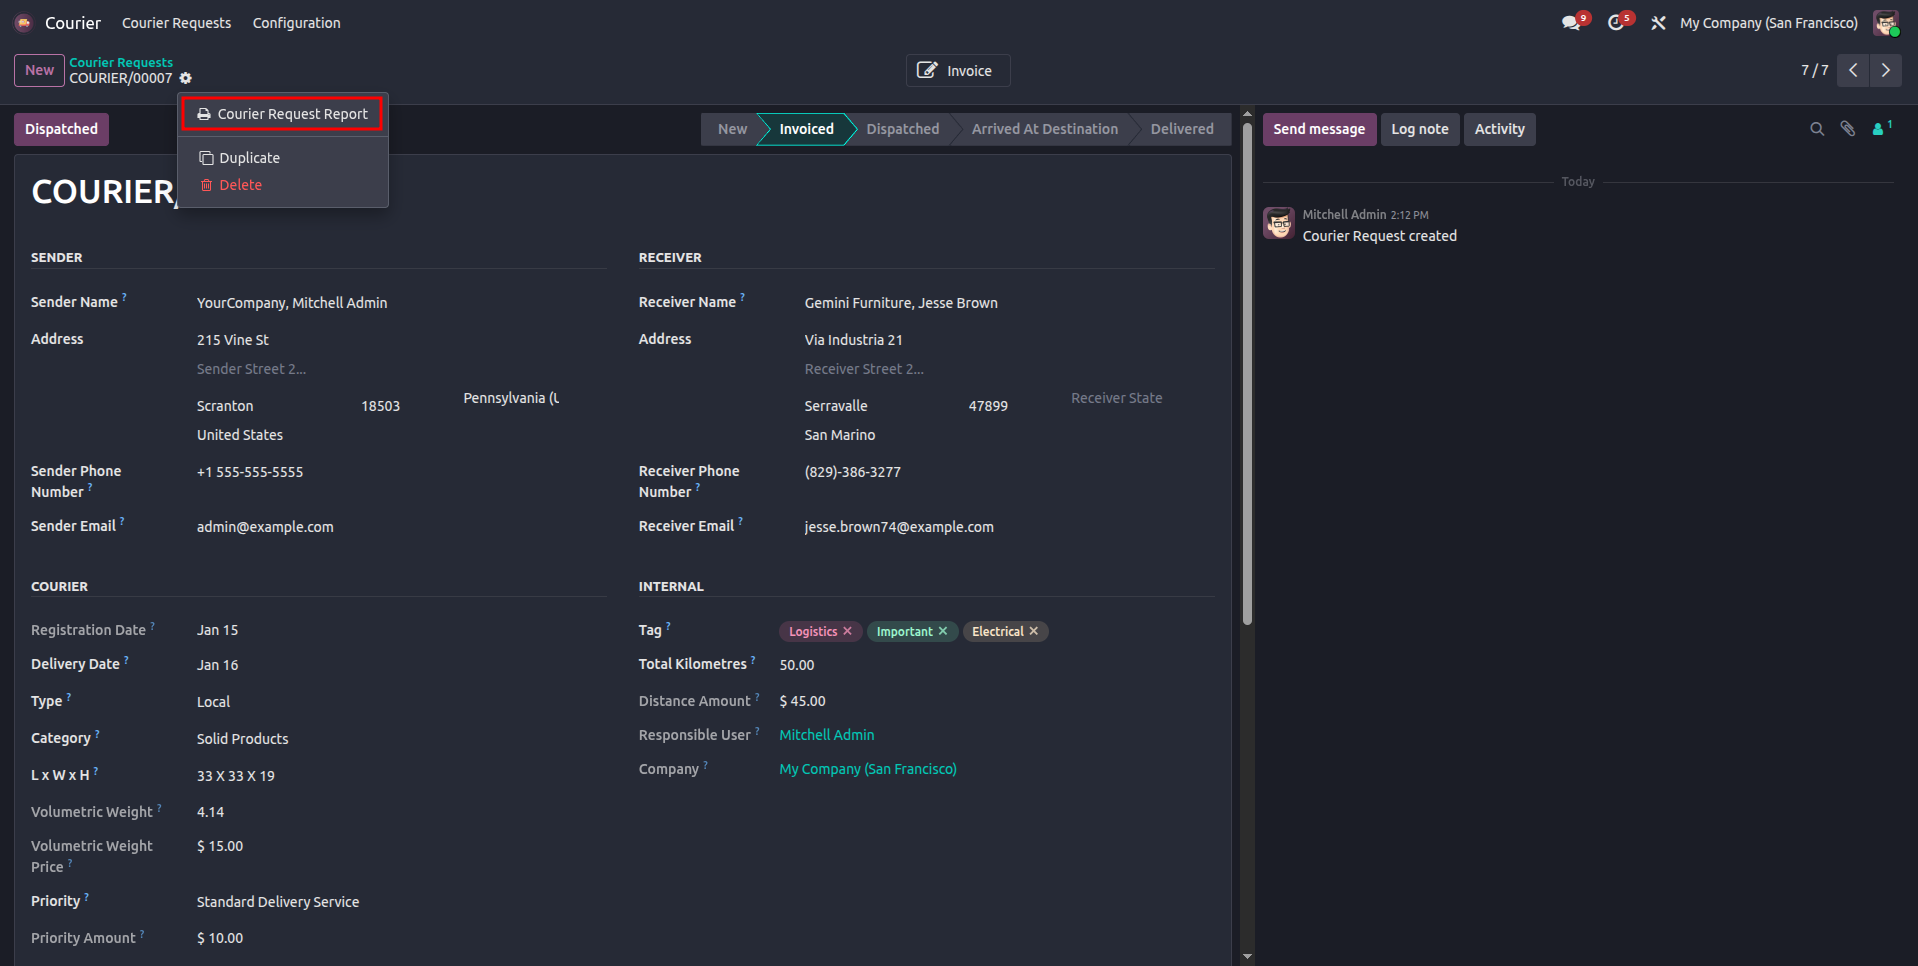 Courier Courier Requests Configuration 9 5 My Company (San Francisco)
New Courier Requests
COURIER/00007 Invoice 7 / 7
Courier Request Report
Duplicate
Delete
Dispatched New Invoiced Dispatched Arrived At Destination Delivered Send message Log note Activity 1
COURIER/
Today
Mitchell Admin 2:12 PM
Courier Request created
SENDER
Sender Name ? YourCompany, Mitchell Admin
Address 215 Vine St
Sender Street 2...
Scranton 18503 Pennsylvania (U
United States
Sender Phone
Number ? +1 555-555-5555
Sender Email ? admin@example.com
RECEIVER
Receiver Name ? Gemini Furniture, Jesse Brown
Address Via Industria 21
Receiver Street 2...
Serravalle 47899 Receiver State
San Marino
Receiver Phone
Number ? (829)-386-3277
Receiver Email ? jesse.brown74@example.com
COURIER
Registration Date ? Jan 15
Delivery Date ? Jan 16
Type ? Local
Category ? Solid Products
L x W x H ? 33 X 33 X 19
Volumetric Weight ? 4.14
Volumetric Weight
Price ? $ 15.00
Priority ? Standard Delivery Service
Priority Amount ? $ 10.00
INTERNAL
Tag ? Logistics ✕ Important ✕ Electrical ✕
Total Kilometres ? 50.00
Distance Amount ? $ 45.00
Responsible User ? Mitchell Admin
Company ? My Company (San Francisco)